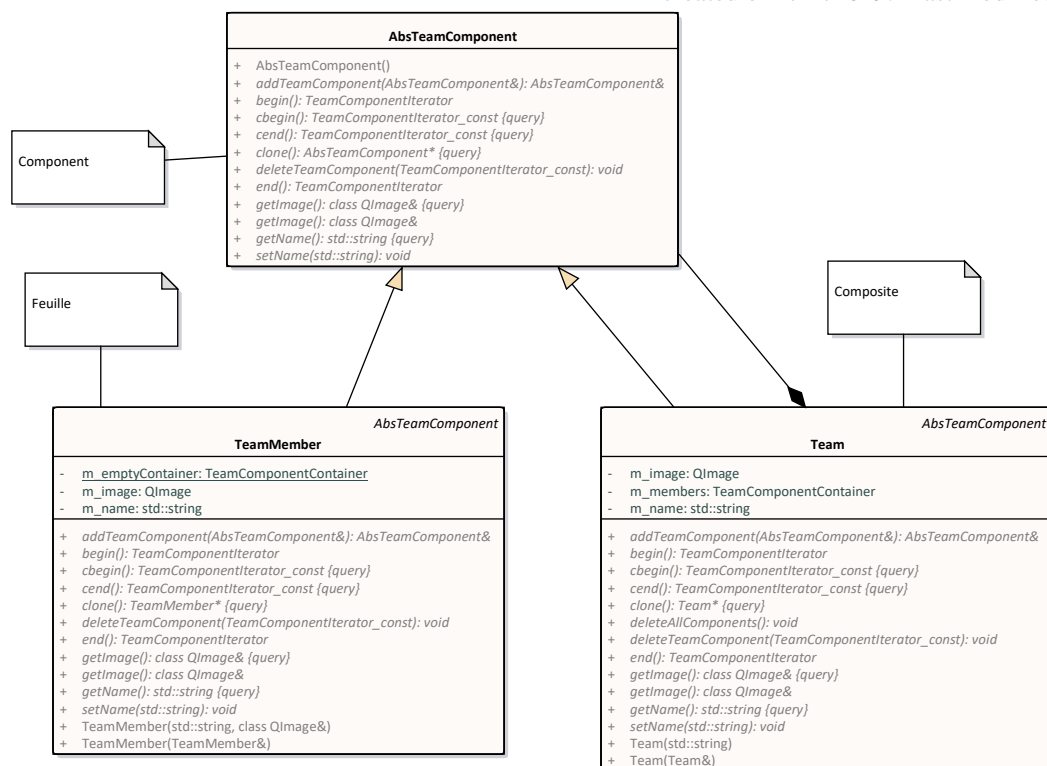 AbsTeamComponent
+ AbsTeamComponent()
+ addTeamComponent(AbsTeamComponent&): AbsTeamComponent&
+ begin(): TeamComponentIterator
+ cbegin(): TeamComponentIterator_const {query}
+ cend(): TeamComponentIterator_const {query}
+ clone(): AbsTeamComponent* {query}
+ deleteTeamComponent(TeamComponentIterator_const): void
+ end(): TeamComponentIterator
+ getImage(): class QImage& {query}
+ getImage(): class QImage&
+ getName(): std::string {query}
+ setName(std::string): void
Component
Feuille
Composite
AbsTeamComponent
TeamMember
- m_emptyContainer: TeamComponentContainer
- m_image: QImage
- m_name: std::string
+ addTeamComponent(AbsTeamComponent&): AbsTeamComponent&
+ begin(): TeamComponentIterator
+ cbegin(): TeamComponentIterator_const {query}
+ cend(): TeamComponentIterator_const {query}
+ clone(): TeamMember* {query}
+ deleteTeamComponent(TeamComponentIterator_const): void
+ end(): TeamComponentIterator
+ getImage(): class QImage& {query}
+ getImage(): class QImage&
+ getName(): std::string {query}
+ setName(std::string): void
+ TeamMember(std::string, class QImage&)
+ TeamMember(TeamMember&)
AbsTeamComponent
Team
- m_image: QImage
- m_members: TeamComponentContainer
- m_name: std::string
+ addTeamComponent(AbsTeamComponent&): AbsTeamComponent&
+ begin(): TeamComponentIterator
+ cbegin(): TeamComponentIterator_const {query}
+ cend(): TeamComponentIterator_const {query}
+ clone(): Team* {query}
+ deleteAllComponents(): void
+ deleteTeamComponent(TeamComponentIterator_const): void
+ end(): TeamComponentIterator
+ getImage(): class QImage& {query}
+ getImage(): class QImage&
+ getName(): std::string {query}
+ setName(std::string): void
+ Team(std::string)
+ Team(Team&)